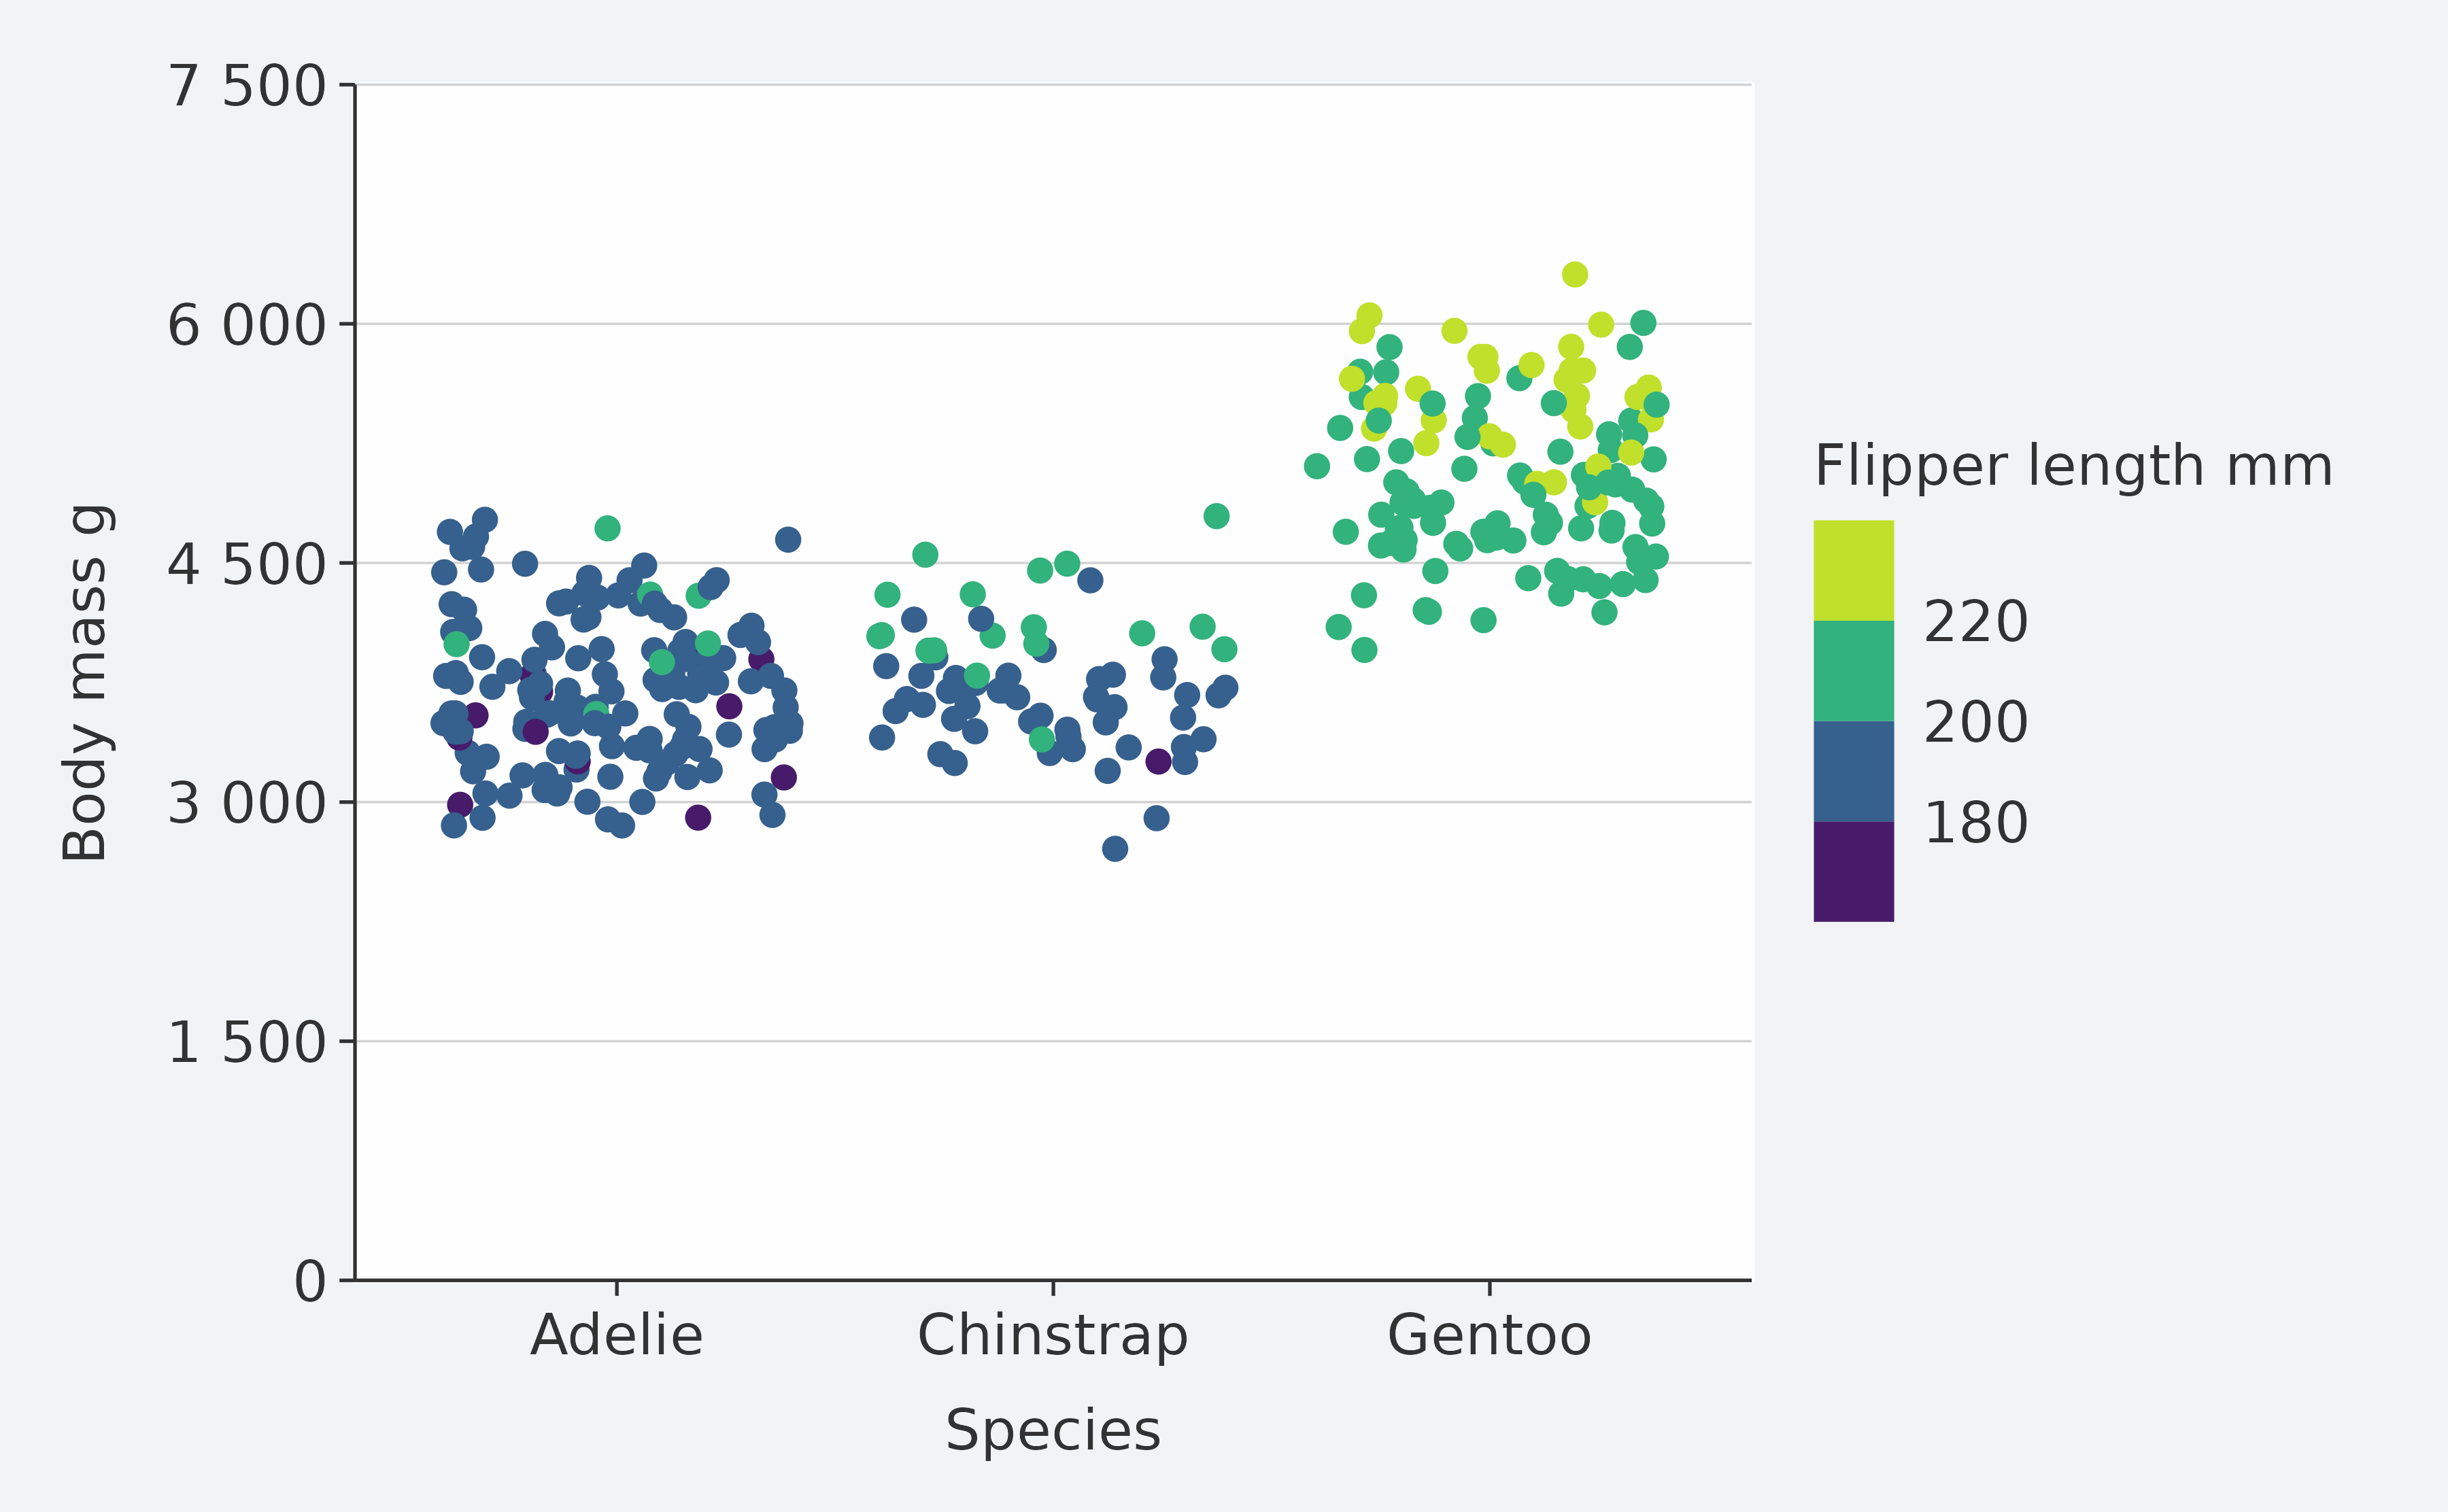 7 500
6 000
4 500
3 000
1 500
0
Body mass g
Adelie
Chinstrap
Gentoo
Species
Flipper length mm
220
200
180